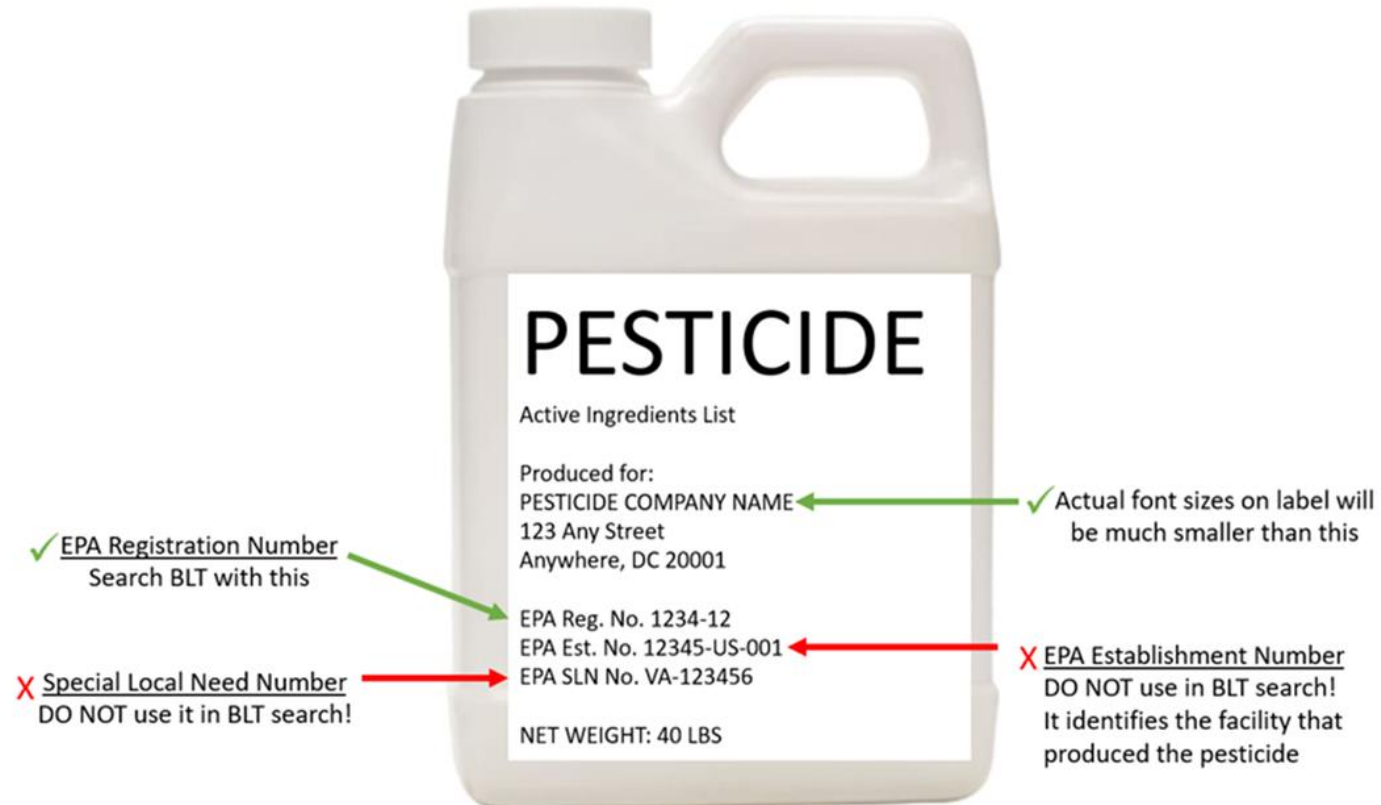 PESTICIDE
Active Ingredients List
Produced for:
PESTICIDE COMPANY NAME
123 Any Street
Anywhere, DC 20001
EPA Reg. No. 1234-12
EPA Est. No. 12345-US-001
EPA SLN No. VA-123456
NET WEIGHT: 40 LBS
✓ EPA Registration Number
Search BLT with this
X Special Local Need Number
DO NOT use it in BLT search!
✓ Actual font sizes on label will
be much smaller than this
X EPA Establishment Number
DO NOT use in BLT search!
It identifies the facility that
produced the pesticide